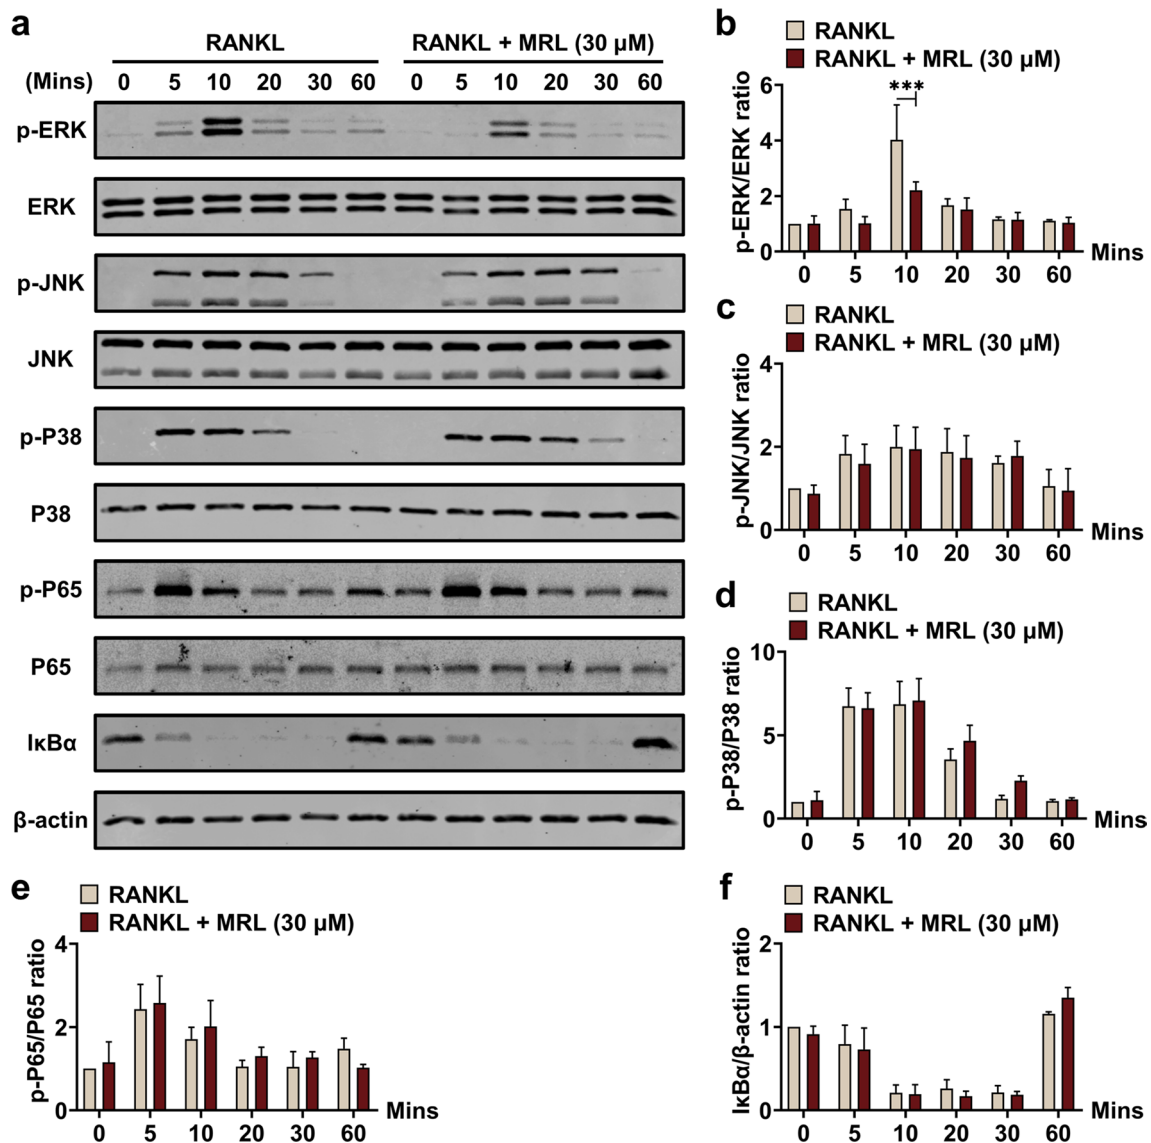 a
RANKL
RANKL + MRL (30 μM)
(Mins) 0 5 10 20 30 60 0 5 10 20 30 60
p-ERK
ERK
p-JNK
JNK
p-P38
P38
p-P65
P65
IκBα
β-actin
b
RANKL
RANKL + MRL (30 μM)
p-ERK/ERK ratio
6
4
2
0
***
0 5 10 20 30 60 Mins
c
RANKL
RANKL + MRL (30 μM)
p-JNK/JNK ratio
4
2
0
0 5 10 20 30 60 Mins
d
RANKL
RANKL + MRL (30 μM)
p-P38/P38 ratio
10
5
0
0 5 10 20 30 60 Mins
e
RANKL
RANKL + MRL (30 μM)
p-P65/P65 ratio
4
2
0
0 5 10 20 30 60 Mins
f
RANKL
RANKL + MRL (30 μM)
IκBα/β-actin ratio
2
1
0
0 5 10 20 30 60 Mins